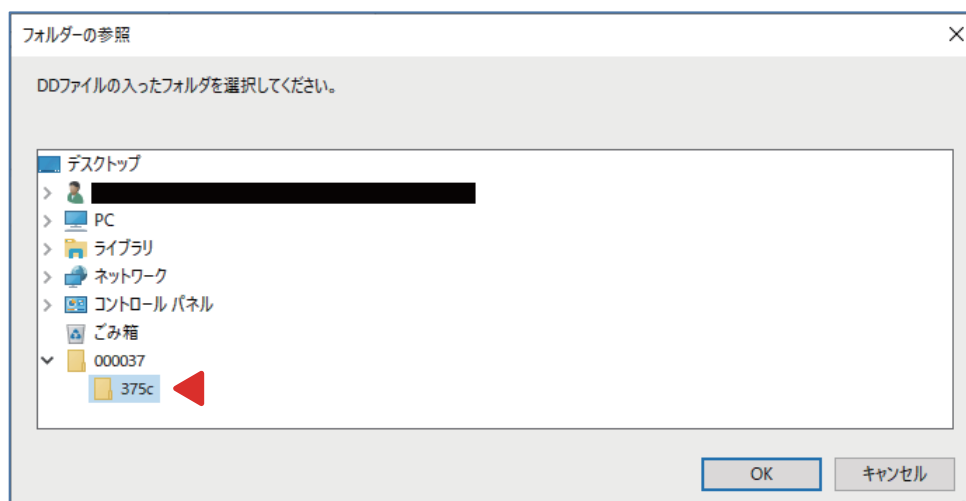 フォルダーの参照
DDファイルの入ったフォルダを選択してください。
デスクトップ
PC
ライブラリ
ネットワーク
コントロール パネル
ごみ箱
000037
375c
OK
キャンセル